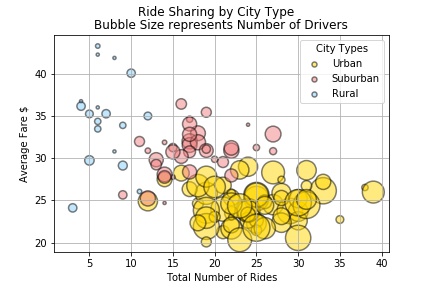 Ride Sharing by City Type
Bubble Size represents Number of Drivers
City Types
Urban
Suburban
Rural
Average Fare $
40
35
30
25
20
5
10
15
20
25
30
35
40
Total Number of Rides